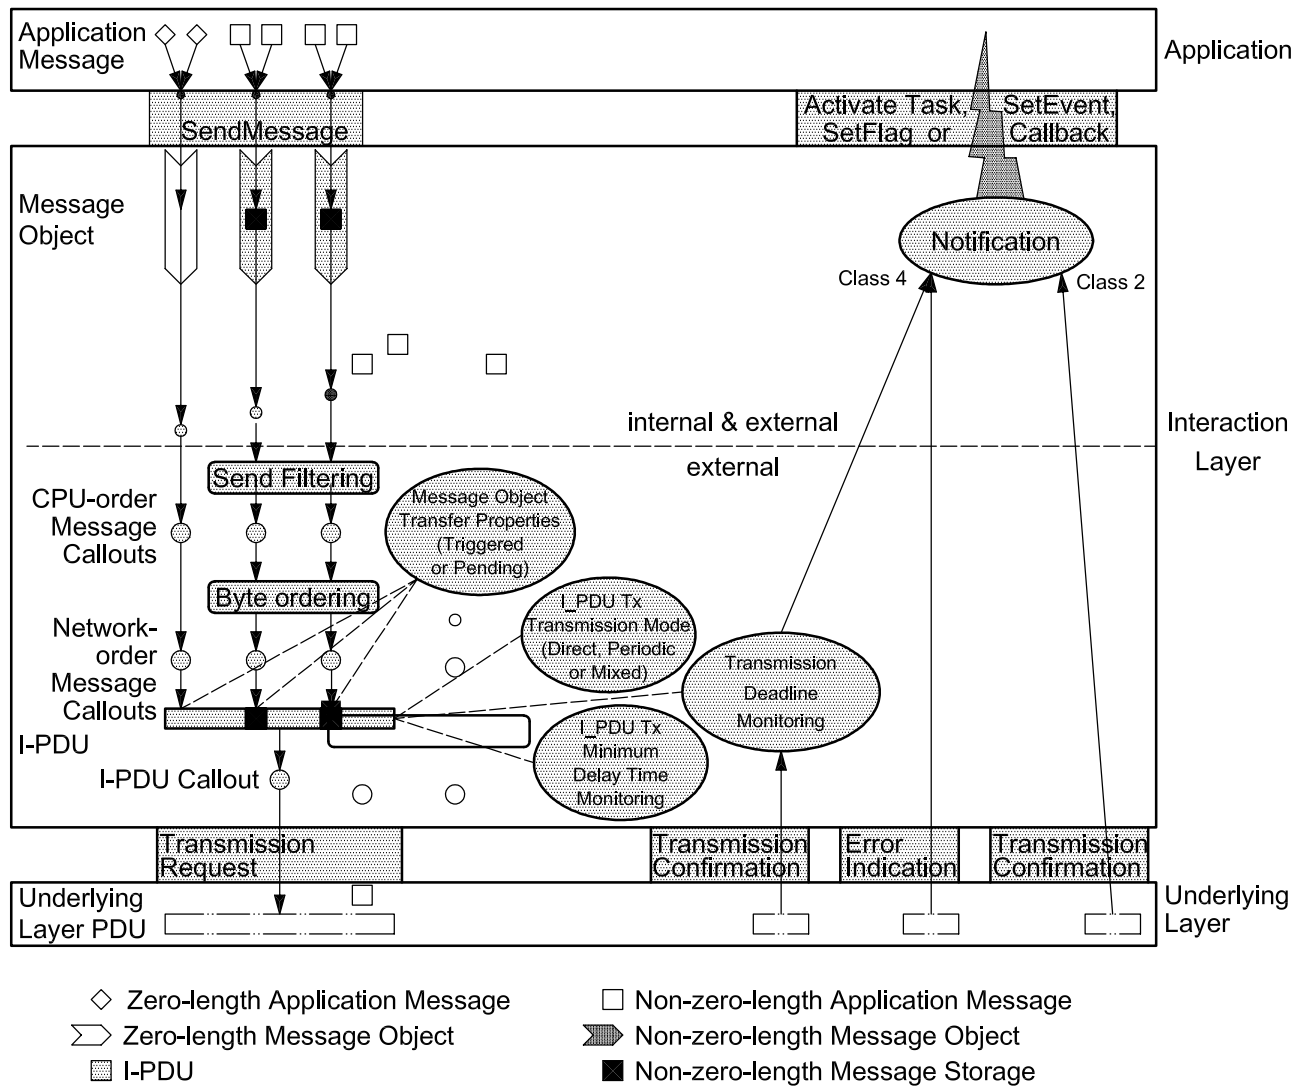 Application
Message
Application
SendMessage
Activate Task, SetEvent,
SetFlag or Callback
Message
Object
Notification
Class 4
Class 2
internal & external
external
Interaction
Layer
Send Filtering
CPU-order
Message
Callouts
Message Object
Transfer Properties
(Triggered
or Pending)
Byte ordering
Network-
order
Message
Callouts
I_PDU Tx
Transmission Mode
(Direct, Periodic
or Mixed)
Transmission
Deadline
Monitoring
I-PDU
I_PDU Tx
Minimum
Delay Time
Monitoring
I-PDU Callout
Transmission
Request
Transmission
Confirmation
Error
Indication
Transmission
Confirmation
Underlying
Layer PDU
Underlying
Layer
Zero-length Application Message
Non-zero-length Application Message
Zero-length Message Object
Non-zero-length Message Object
I-PDU
Non-zero-length Message Storage